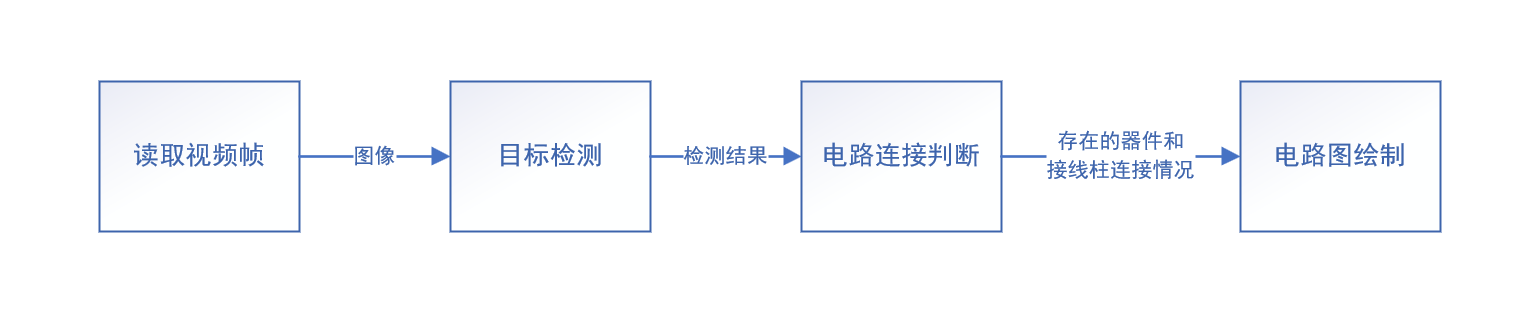 读取视频帧
图像
目标检测
检测结果
电路连接判断
存在的器件和
接线柱连接情况
电路图绘制